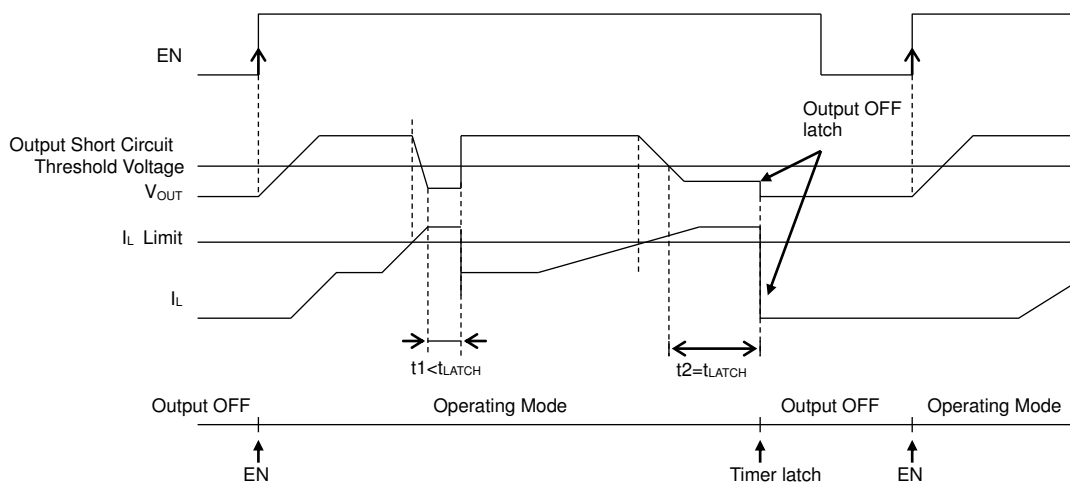 EN
Output OFF
latch
Output Short Circuit
Threshold Voltage
VOUT
IL Limit
IL
t1<tLATCH
t2=tLATCH
Output OFF
Operating Mode
Output OFF
Operating Mode
EN
Timer latch
EN